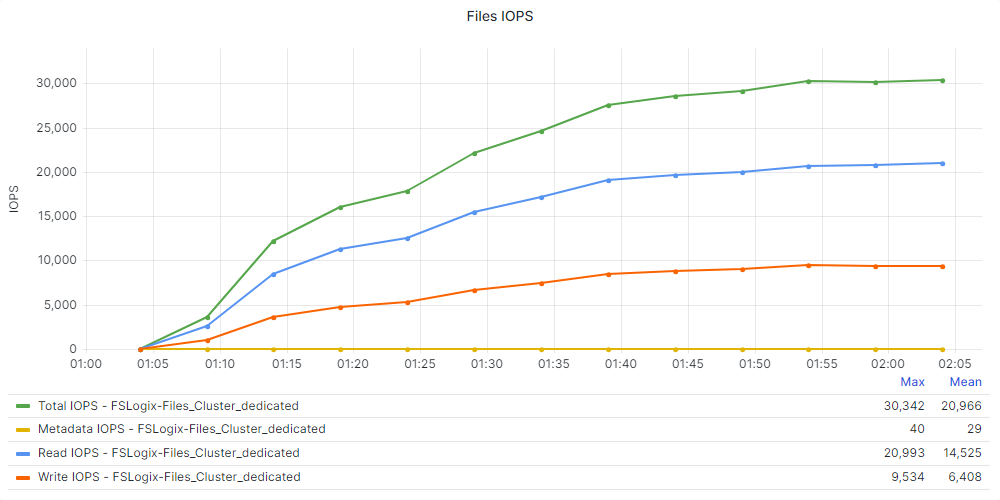 Files IOPS
IOPS
30,000
25,000
20,000
15,000
10,000
5,000
0
01:00 01:05 01:10 01:15 01:20 01:25 01:30 01:35 01:40 01:45 01:50 01:55 02:00 02:05
Max Mean
Total IOPS - FSLogix-Files_Cluster_dedicated 30,342 20,966
Metadata IOPS - FSLogix-Files_Cluster_dedicated 40 29
Read IOPS - FSLogix-Files_Cluster_dedicated 20,993 14,525
Write IOPS - FSLogix-Files_Cluster_dedicated 9,534 6,408